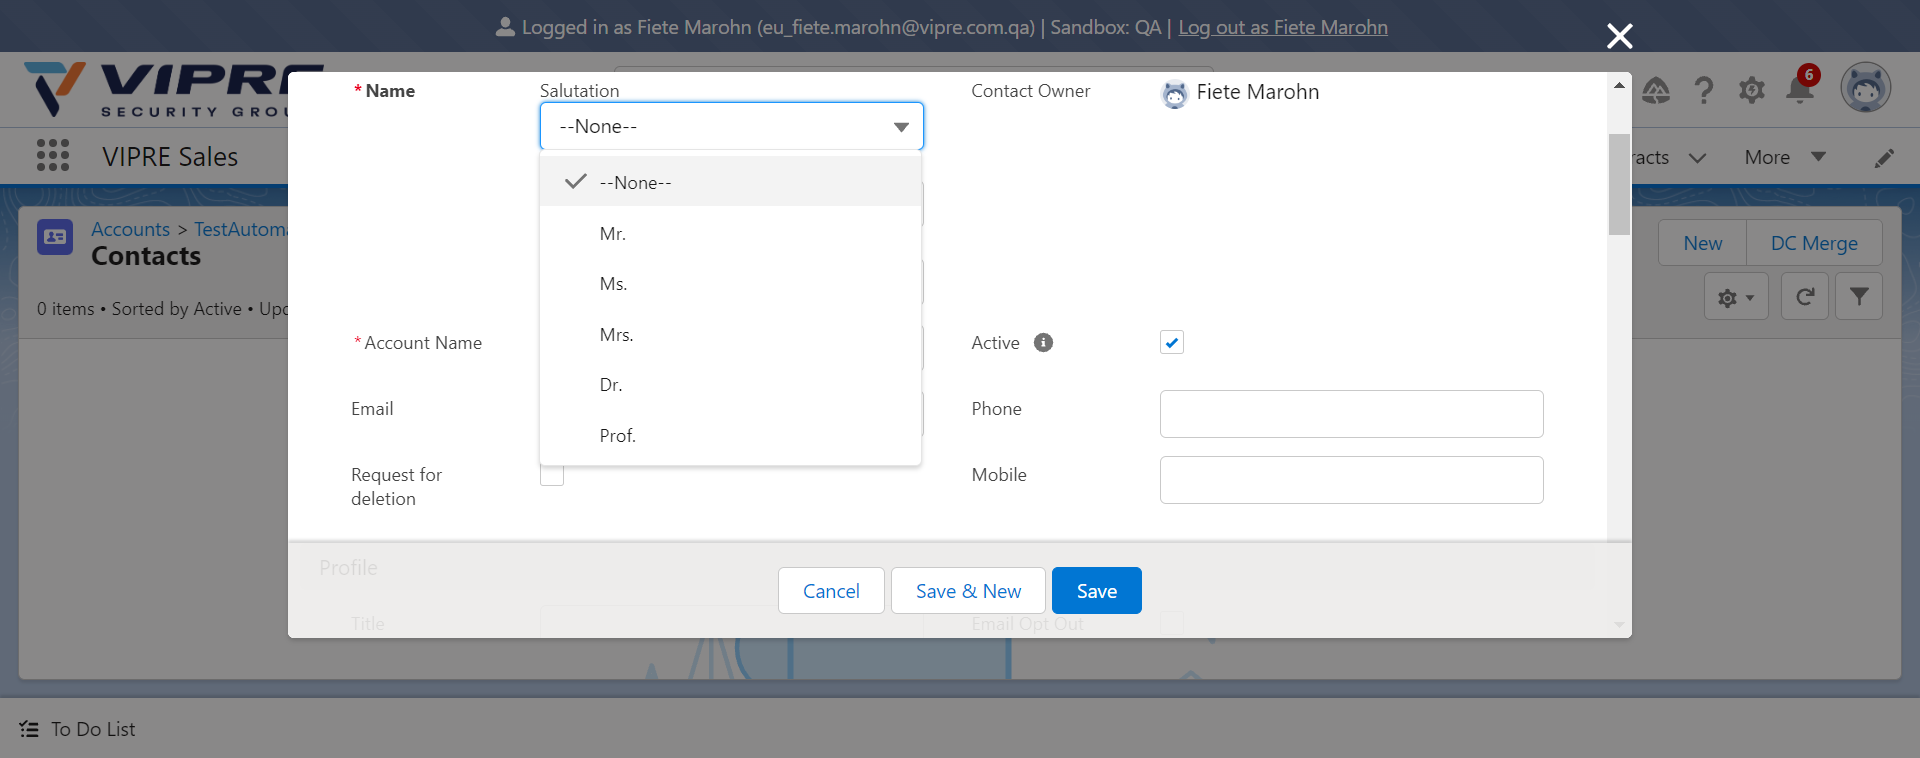 Logged in as Fiete Marohn (eu_fiete.marohn@vipre.com.qa) | Sandbox: QA | Log out as Fiete Marohn
VIPRE
SECURITY GROU
6
VIPRE Sales
racts
More
Accounts > TestAutoma
Contacts
0 items • Sorted by Active • Upd
New
DC Merge
* Name
Salutation
--None--
--None--
Mr.
Ms.
Mrs.
Dr.
Prof.
Contact Owner
Fiete Marohn
* Account Name
Active
Email
Phone
Request for
deletion
Mobile
Profile
Title
Email Opt Out
Cancel
Save & New
Save
To Do List